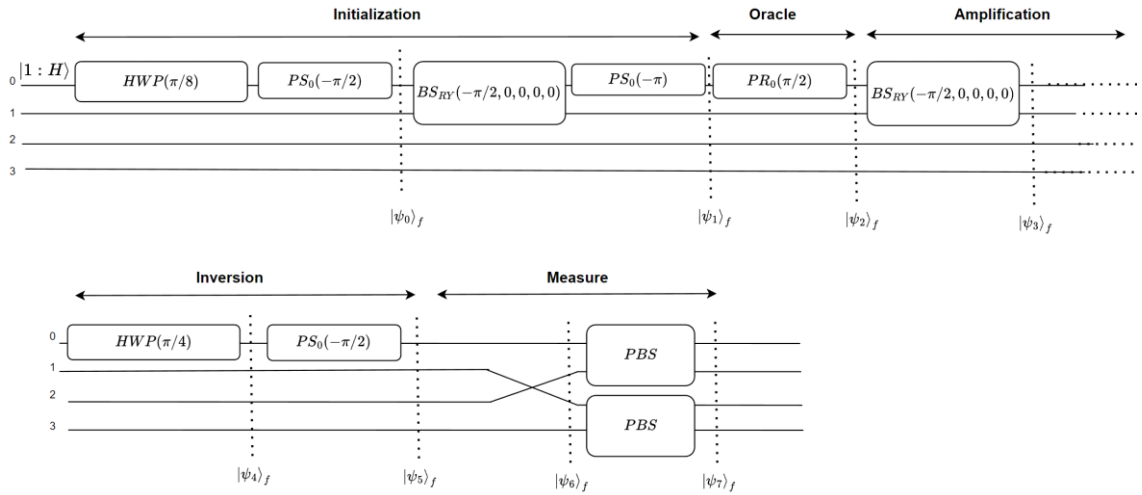 Initialization Oracle Amplification
|1 : H⟩
0 HWP(π/8) PS₀(−π/2) BS_RY(−π/2, 0, 0, 0, 0) PS₀(−π) PR₀(π/2) BS_RY(−π/2, 0, 0, 0, 0)
1
2
3
|ψ₀⟩_f |ψ₁⟩_f |ψ₂⟩_f |ψ₃⟩_f
Inversion Measure
0 HWP(π/4) PS₀(−π/2) PBS
1
2
3 PBS
|ψ₄⟩_f |ψ₅⟩_f |ψ₆⟩_f |ψ₇⟩_f